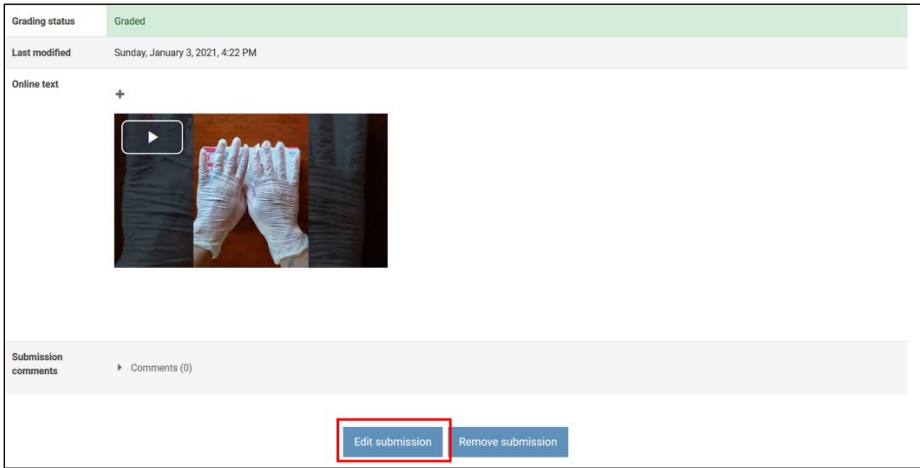 Grading status Graded
Last modified Sunday, January 3, 2021, 4:22 PM
Online text
Submission
comments
Comments (0)
Edit submission Remove submission